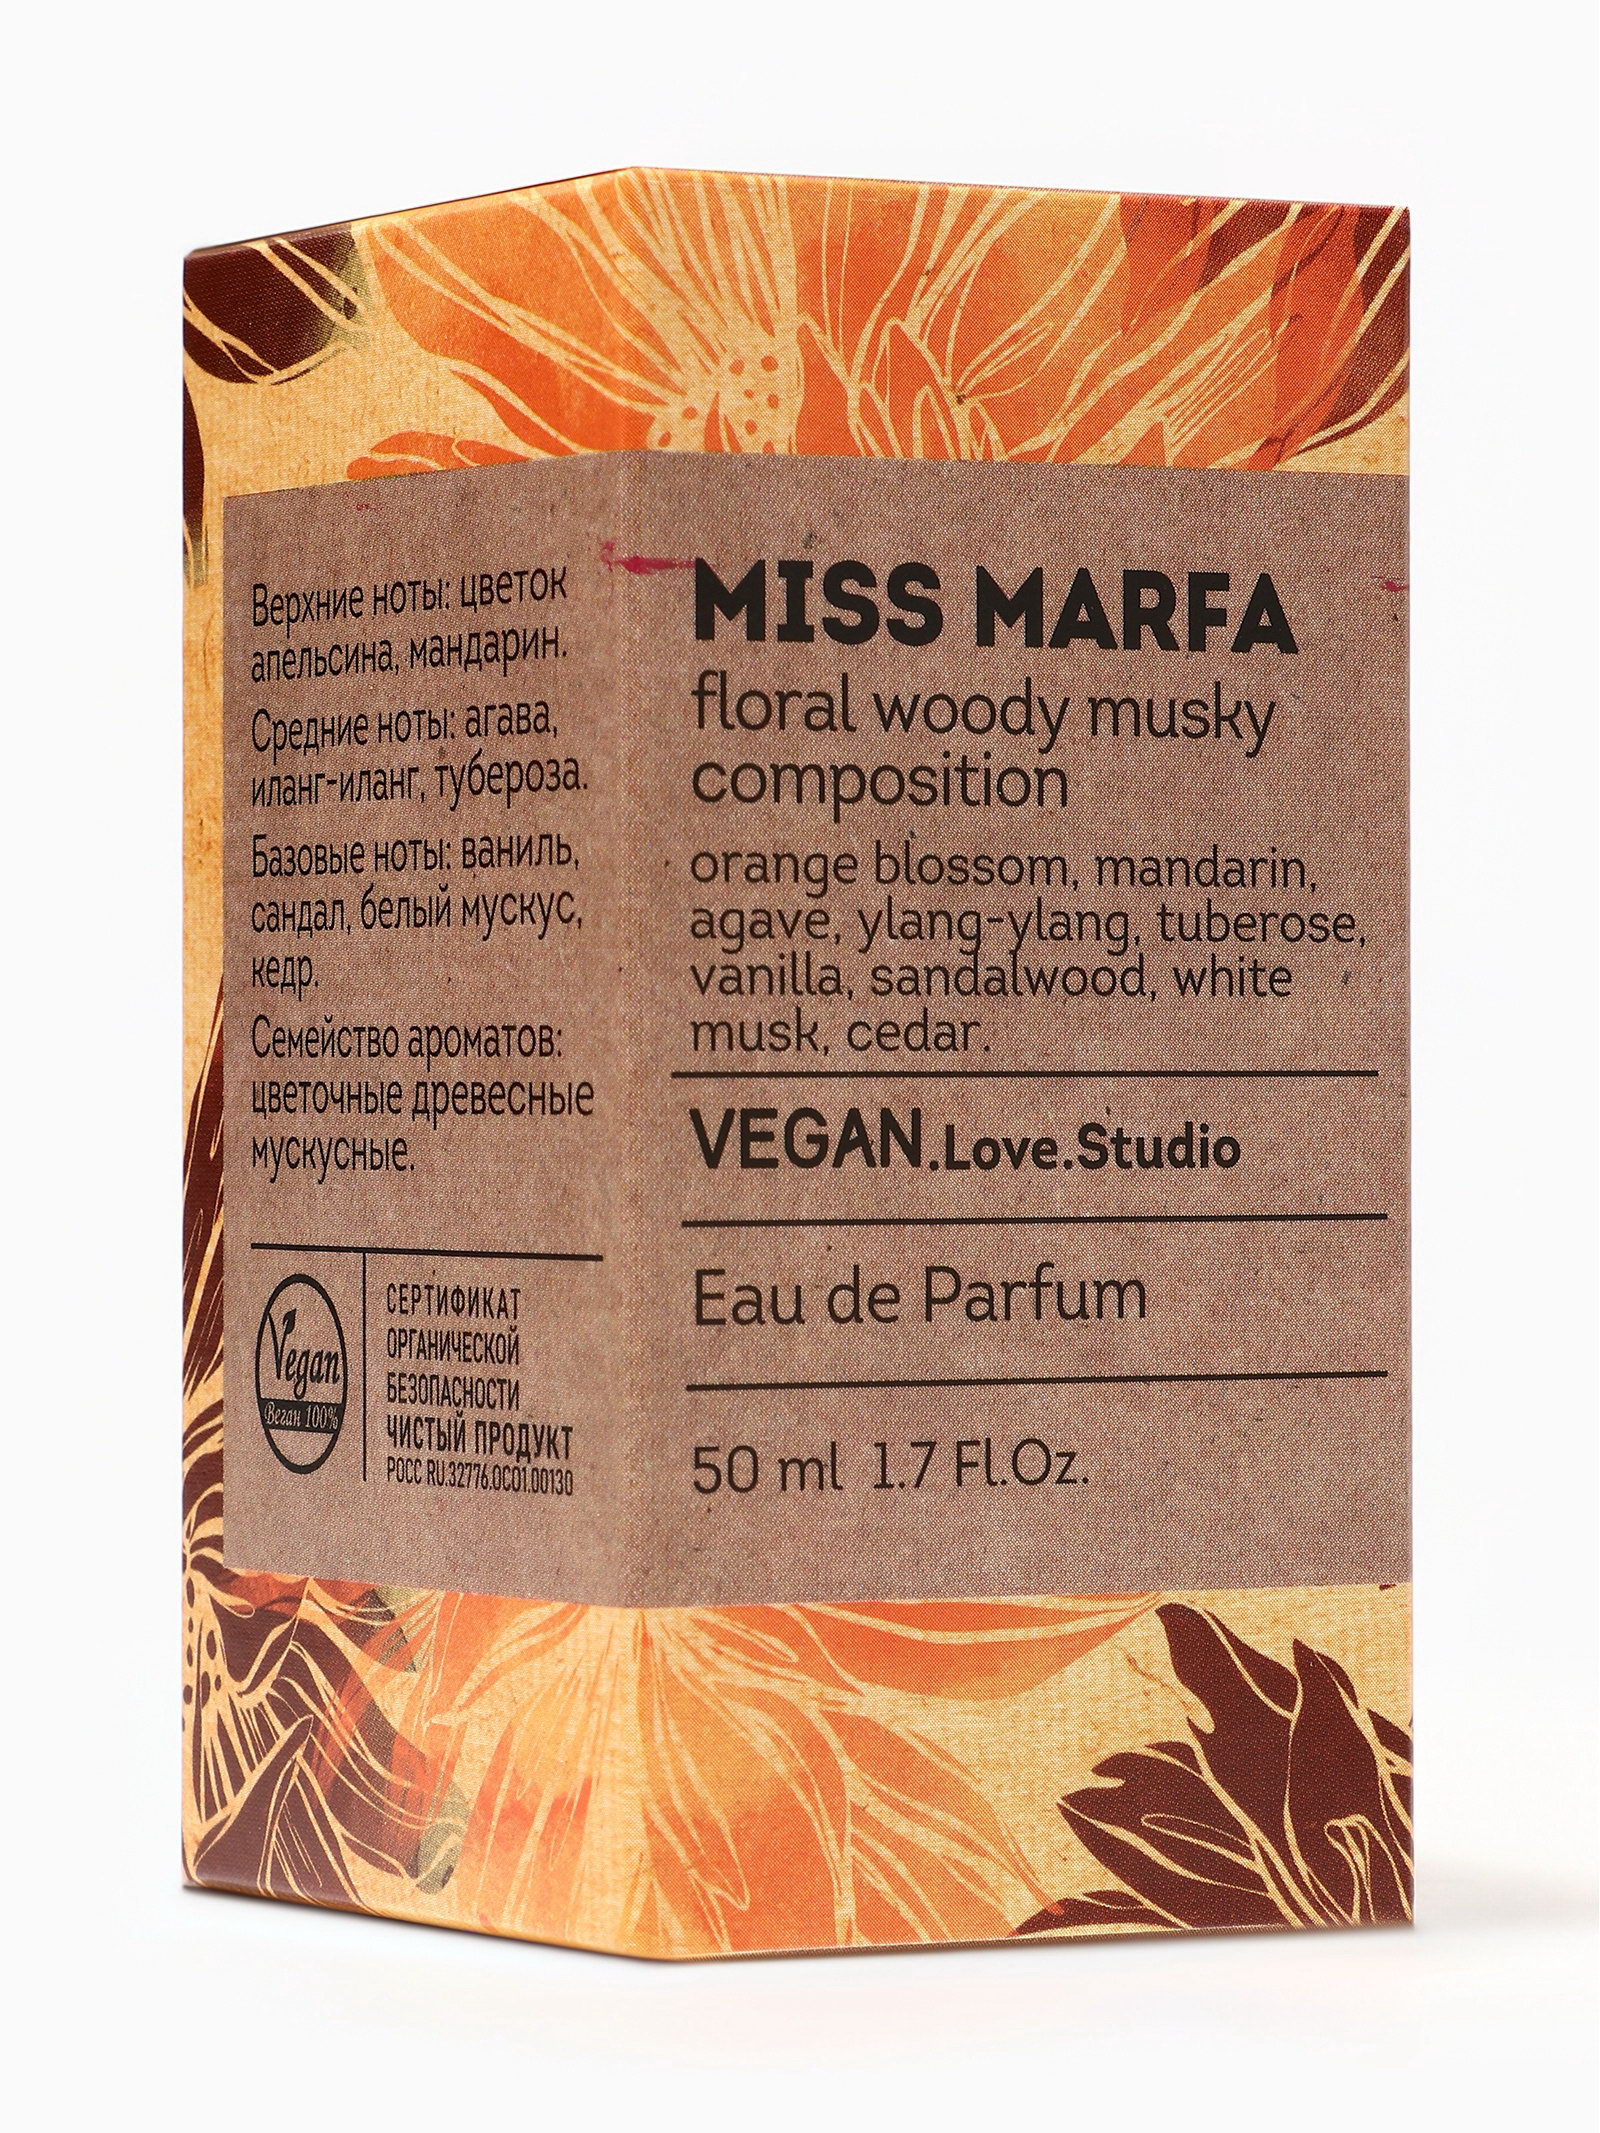 Верхние ноты: цветок
апельсина, мандарин.
Средние ноты: агава,
иланг-иланг, тубероза.
Базовые ноты: ваниль,
сандал, белый мускус,
кедр.
Семейство ароматов:
цветочные древесные
мускусные.
Vegan
Веган 100%
СЕРТИФИКАТ
ОРГАНИЧЕСКОЙ
БЕЗОПАСНОСТИ
ЧИСТЫЙ ПРОДУКТ
РОСС RU.32776.ОС01.00130
MISS MARFA
floral woody musky
composition
orange blossom, mandarin,
agave, ylang-ylang, tuberose,
vanilla, sandalwood, white
musk, cedar.
VEGAN.Love.Studio
Eau de Parfum
50 ml 1.7 Fl.Oz.